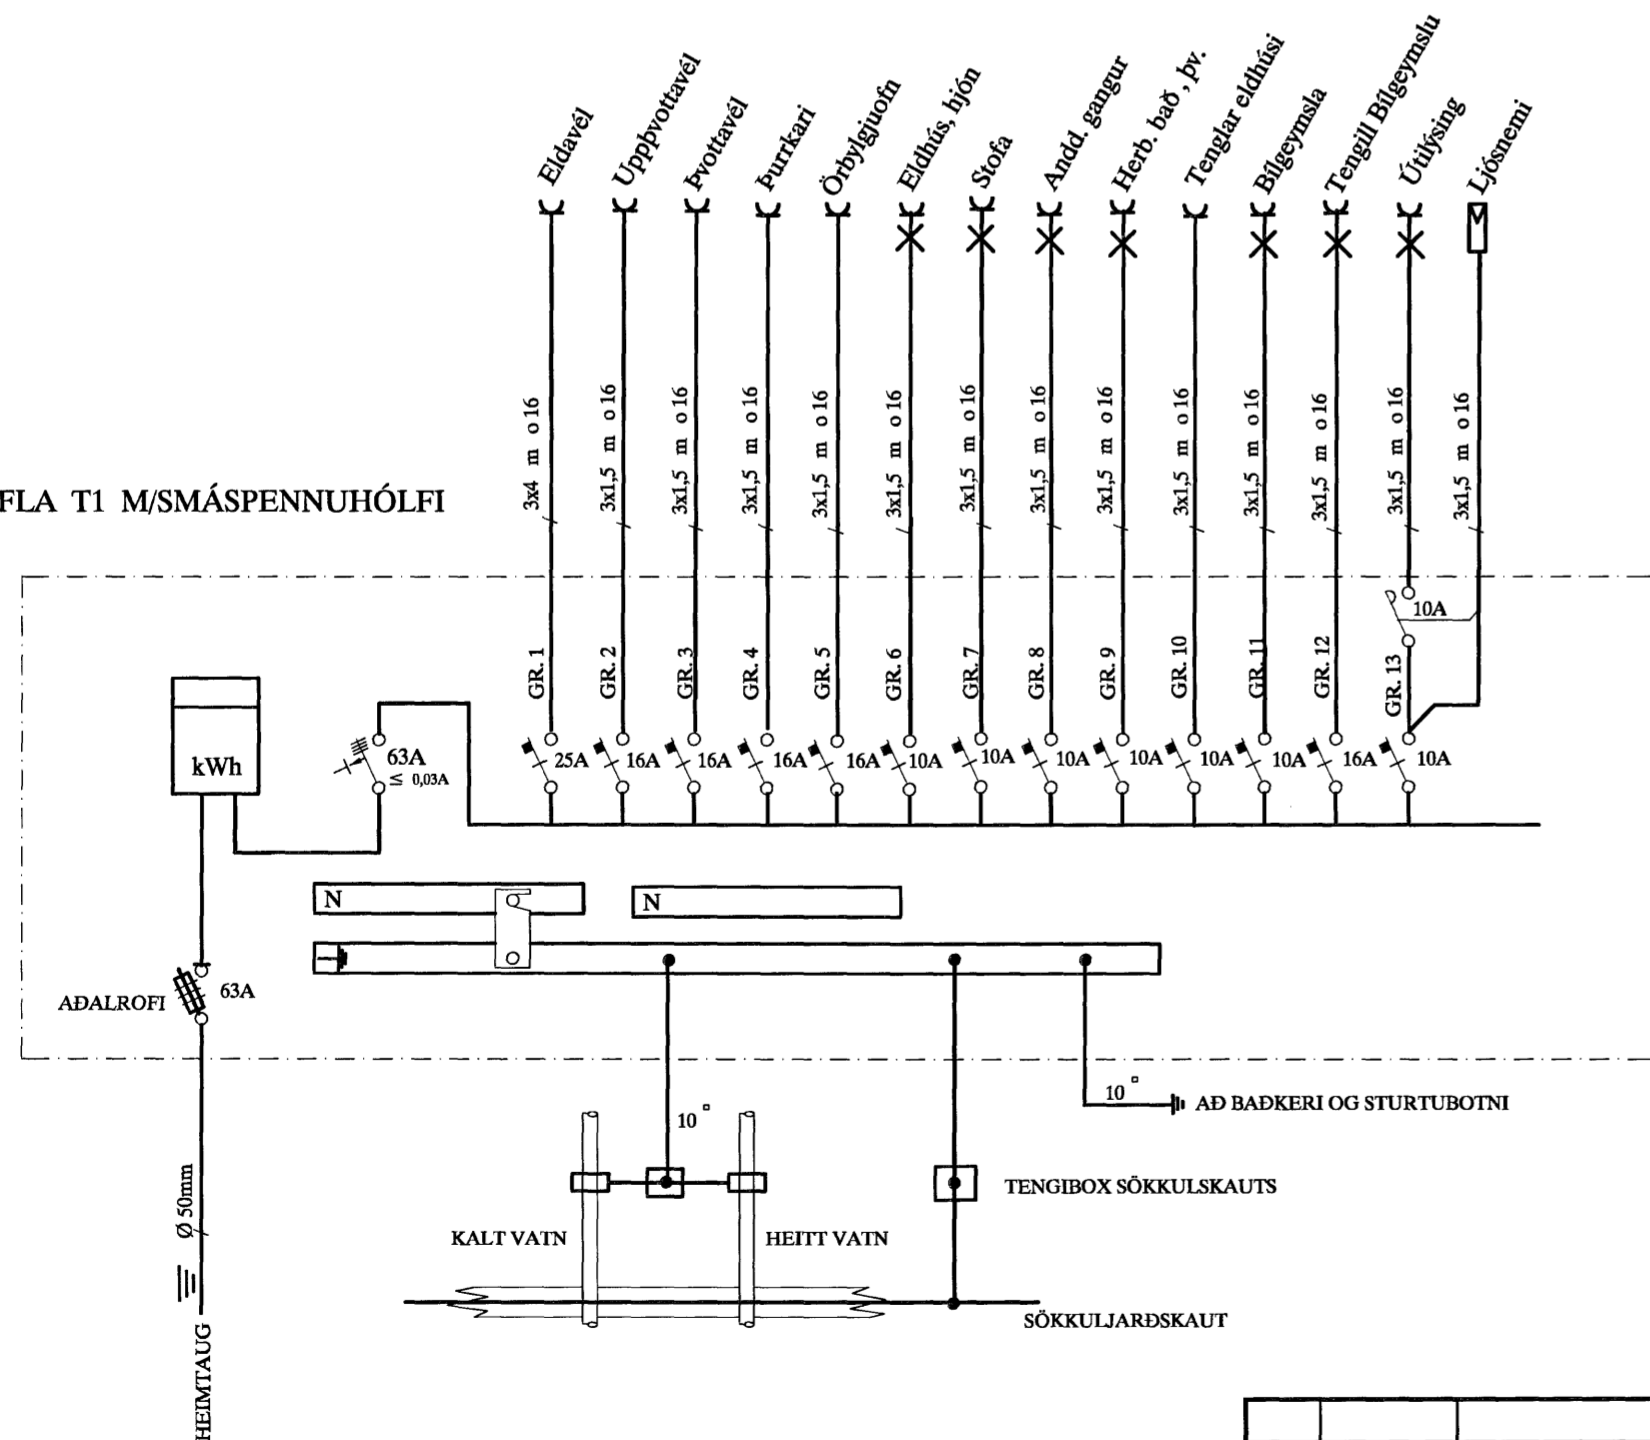 Eldavél
Uppþvottavél
Þvottavél
Þurrkari
Örbylgjuofn
Eldhús, hjón
Stofa
Andd. gangur
Herb. bað , þv.
Tenglar eldhúsi
Bílgeymsla
Tengill Bílgeymslu
Útilýsing
Ljósnemi
3x4 m o 16
3x1,5 m o 16
3x1,5 m o 16
3x1,5 m o 16
3x1,5 m o 16
3x1,5 m o 16
3x1,5 m o 16
3x1,5 m o 16
3x1,5 m o 16
3x1,5 m o 16
3x1,5 m o 16
3x1,5 m o 16
3x1,5 m o 16
3x1,5 m o 16
FLA T1 M/SMÁSPENNUHÓLFI
10A
GR. 1
GR. 2
GR. 3
GR. 4
GR. 5
GR. 6
GR. 7
GR. 8
GR. 9
GR. 10
GR. 11
GR. 12
GR. 13
kWh
63A
≤ 0,03A
25A
16A
16A
16A
16A
10A
10A
10A
10A
10A
10A
16A
10A
N
N
AÐALROFI
63A
10
AÐ BAÐKERI OG STURTUBOTNI
10
TENGIBOX SÖKKULSKAUTS
Ø 50mm
KALT VATN
HEITT VATN
SÖKKULJARÐSKAUT
HEIMTAUG